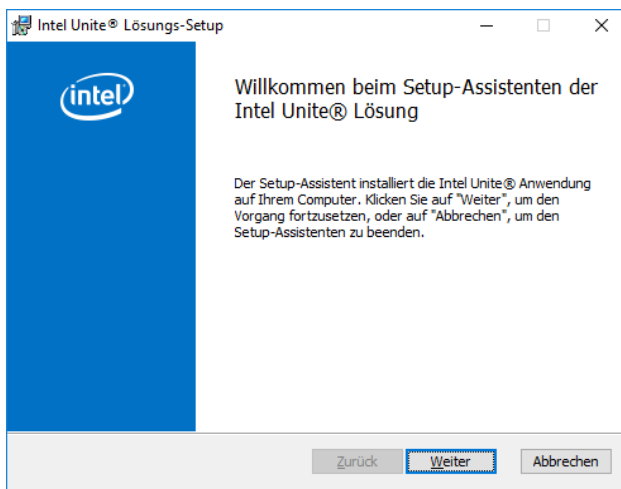 Intel Unite® Lösungs-Setup
intel
Willkommen beim Setup-Assistenten der
Intel Unite® Lösung
Der Setup-Assistent installiert die Intel Unite® Anwendung
auf Ihrem Computer. Klicken Sie auf "Weiter", um den
Vorgang fortzusetzen, oder auf "Abbrechen", um den
Setup-Assistenten zu beenden.
Zurück Weiter Abbrechen